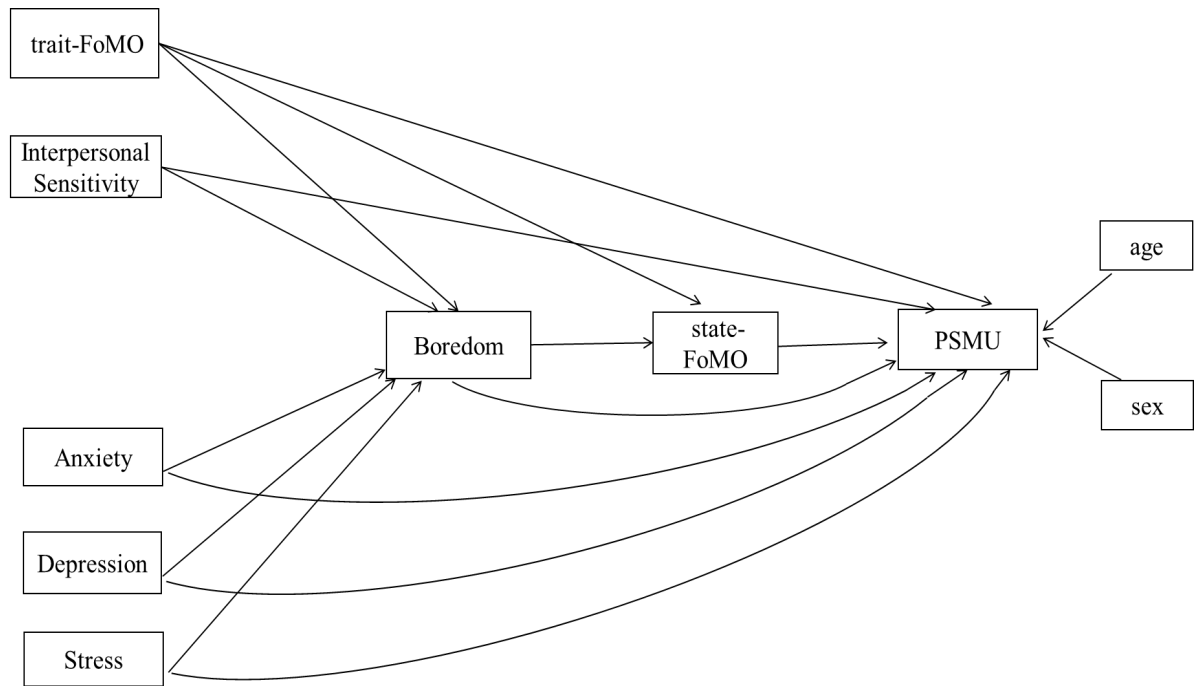 trait-FoMO
Interpersonal
Sensitivity
age
Boredom
state-
FoMO
PSMU
sex
Anxiety
Depression
Stress